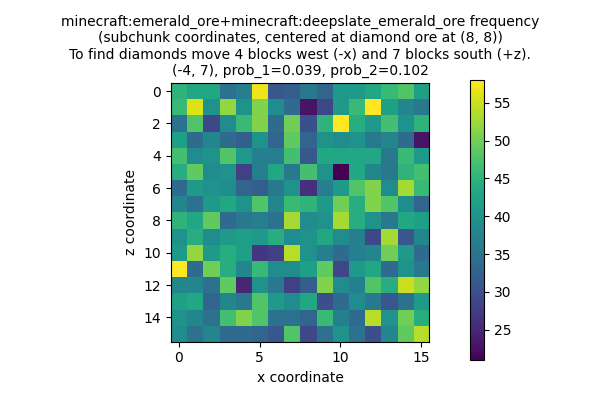 minecraft:emerald_ore+minecraft:deepslate_emerald_ore frequency
(subchunk coordinates, centered at diamond ore at (8, 8))
To find diamonds move 4 blocks west (-x) and 7 blocks south (+z).
(-4, 7), prob_1=0.039, prob_2=0.102
0
2
4
6
8
10
12
14
z coordinate
0 5 10 15
x coordinate
55
50
45
40
35
30
25